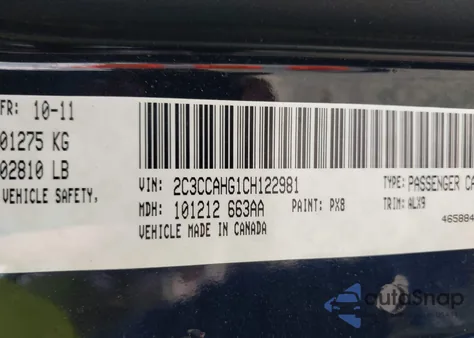 FR: 10-11
01275 KG
02810 LB
VEHICLE SAFETY,
VIN: 2C3CCAHG1CH122981
TYPE: PASSENGER CA
MDH: 101212 663AA
PAINT: PX8
TRIM: ALX9
VEHICLE MADE IN CANADA
465884
autoSnap